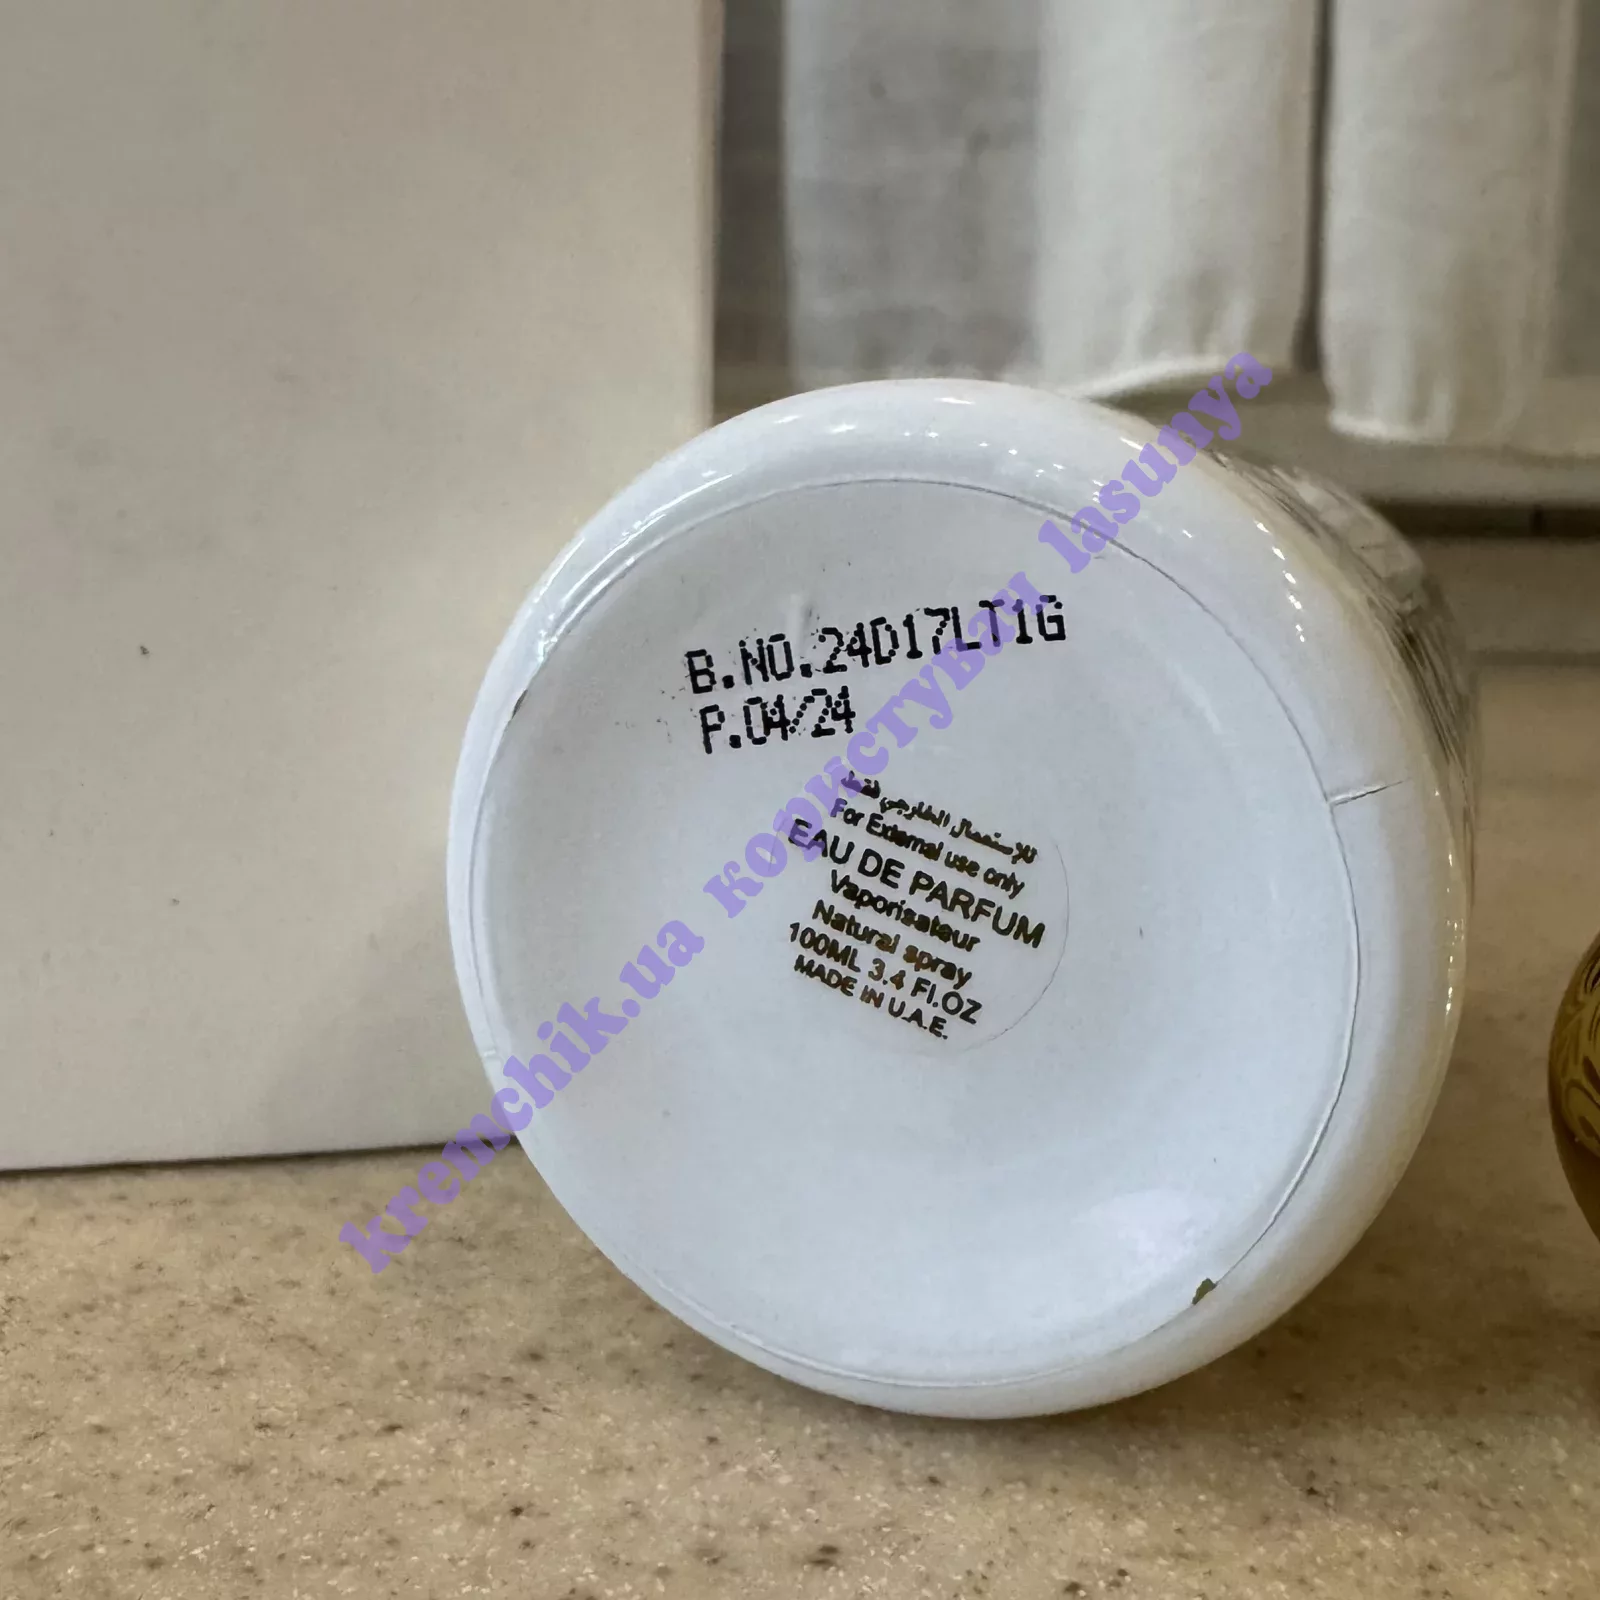 B.NO.24D17LT1G
P.04/24
للإستعمال الخارجي فقط
For External use only
EAU DE PARFUM
Vaporisateur
Natural spray
100ML 3.4 Fl.OZ
MADE IN U.A.E.
kremchik.ua користувач lasunya